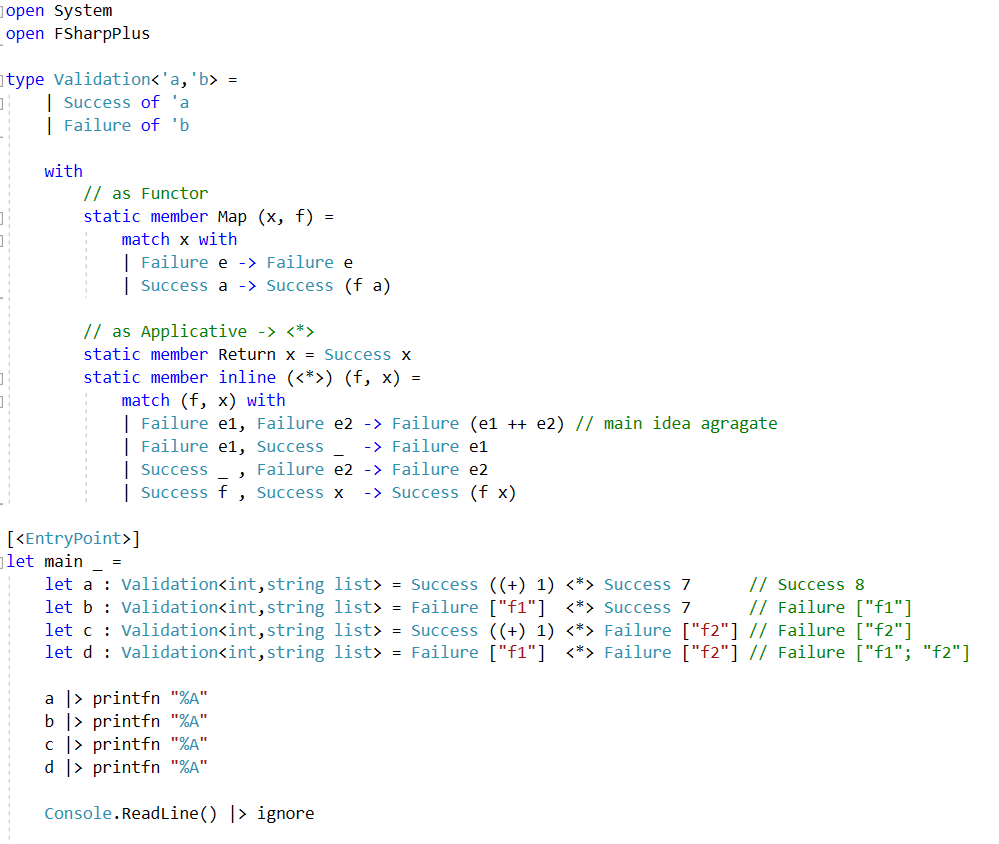 open System
open FSharpPlus

type Validation<'a,'b> =
    | Success of 'a
    | Failure of 'b

    with
        // as Functor
        static member Map (x, f) =
            match x with
            | Failure e -> Failure e
            | Success a -> Success (f a)

        // as Applicative -> <*>
        static member Return x = Success x
        static member inline (<*>) (f, x) =
            match (f, x) with
            | Failure e1, Failure e2 -> Failure (e1 ++ e2) // main idea agragate
            | Failure e1, Success _  -> Failure e1
            | Success _ , Failure e2 -> Failure e2
            | Success f , Success x  -> Success (f x)

[<EntryPoint>]
let main _ =
    let a : Validation<int,string list> = Success ((+) 1) <*> Success 7      // Success 8
    let b : Validation<int,string list> = Failure ["f1"]  <*> Success 7      // Failure ["f1"]
    let c : Validation<int,string list> = Success ((+) 1) <*> Failure ["f2"] // Failure ["f2"]
    let d : Validation<int,string list> = Failure ["f1"]  <*> Failure ["f2"] // Failure ["f1"; "f2"]

    a |> printfn "%A"
    b |> printfn "%A"
    c |> printfn "%A"
    d |> printfn "%A"

    Console.ReadLine() |> ignore